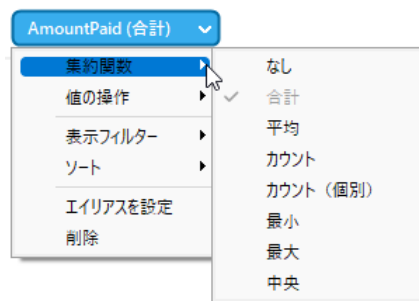 AmountPaid (合計)
集約関数
値の操作
表示フィルター
ソート
エイリアスを設定
削除
なし
合計
平均
カウント
カウント（個別）
最小
最大
中央